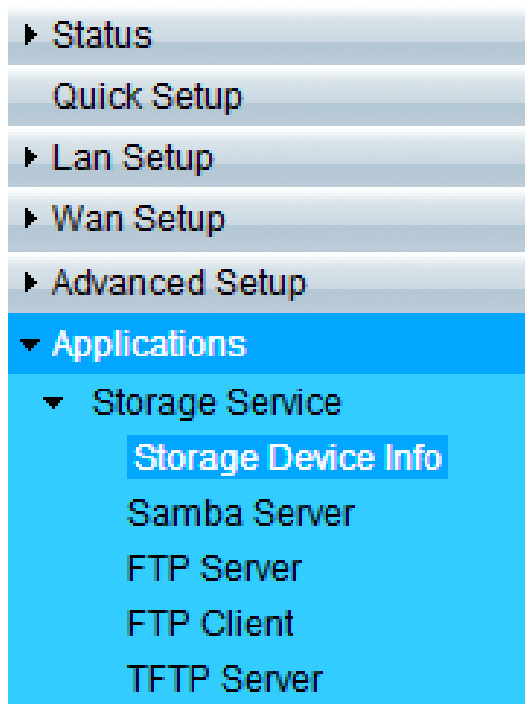 Status
Quick Setup
Lan Setup
Wan Setup
Advanced Setup
Applications
Storage Service
Storage Device Info
Samba Server
FTP Server
FTP Client
TFTP Server